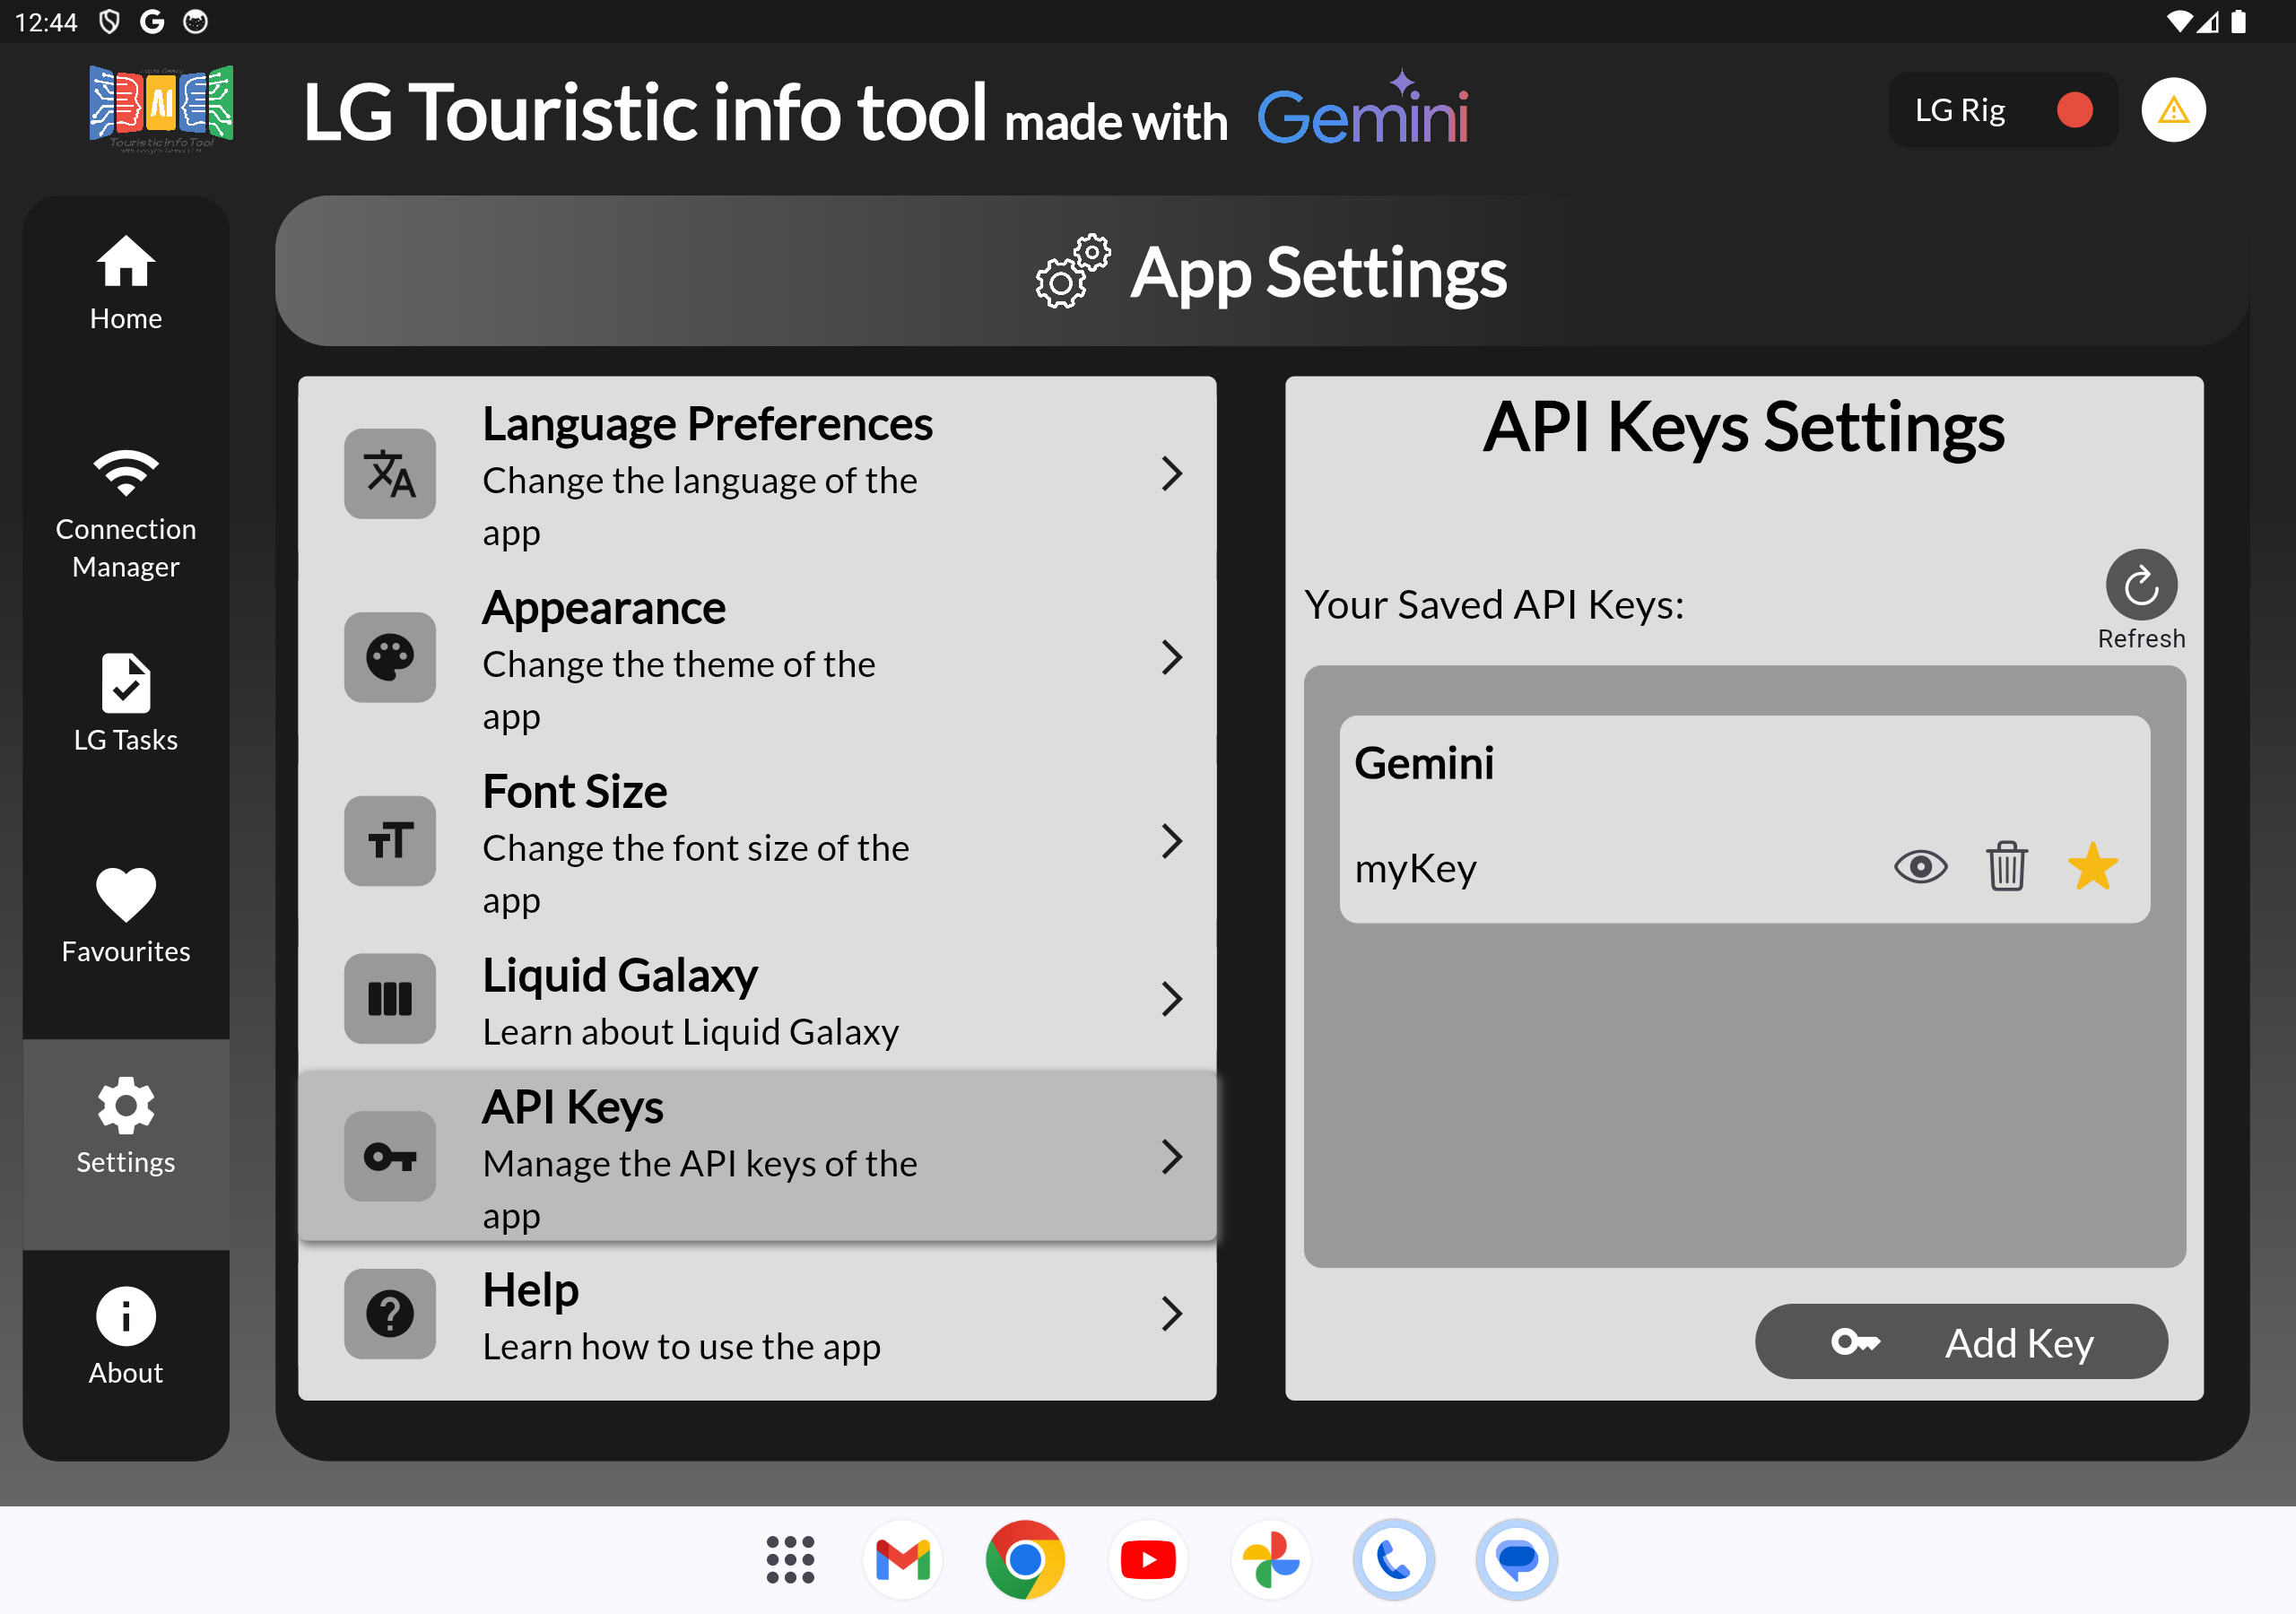 12:44
AI
TouristicInfoTool
LG Touristic info tool made with Gemini
LG Rig
Home
Connection
Manager
LG Tasks
Favourites
Settings
About
App Settings
Language Preferences
Change the language of the
app
Appearance
Change the theme of the
app
Font Size
Change the font size of the
app
Liquid Galaxy
Learn about Liquid Galaxy
API Keys
Manage the API keys of the
app
Help
Learn how to use the app
API Keys Settings
Your Saved API Keys:
Refresh
Gemini
myKey
Add Key